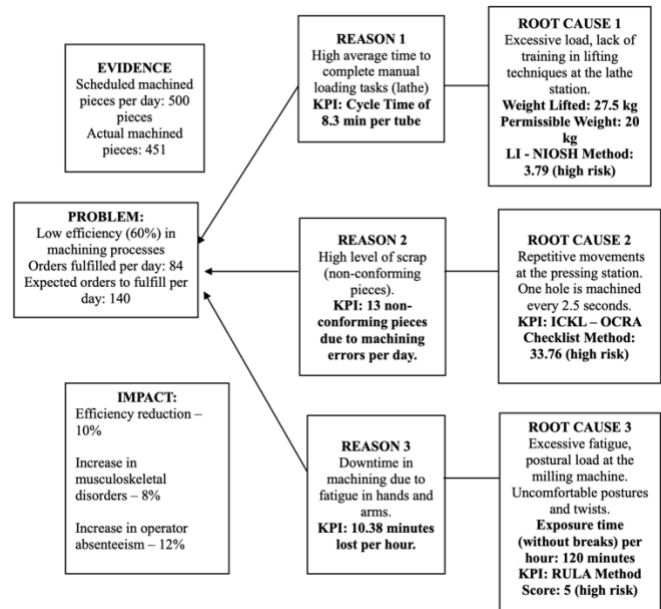 EVIDENCE
Scheduled machined
pieces per day: 500
pieces
Actual machined
pieces: 451
PROBLEM:
Low efficiency (60%) in
machining processes
Orders fulfilled per day: 84
Expected orders to fulfill per
day: 140
IMPACT:
Efficiency reduction –
10%
Increase in
musculoskeletal
disorders – 8%
Increase in operator
absenteeism – 12%
REASON 1
High average time to
complete manual
loading tasks (lathe)
KPI: Cycle Time of
8.3 min per tube
REASON 2
High level of scrap
(non-conforming
pieces).
KPI: 13 non-
conforming pieces
due to machining
errors per day.
REASON 3
Downtime in
machining due to
fatigue in hands and
arms.
KPI: 10.38 minutes
lost per hour.
ROOT CAUSE 1
Excessive load, lack of
training in lifting
techniques at the lathe
station.
Weight Lifted: 27.5 kg
Permissible Weight: 20
kg
LI - NIOSH Method:
3.79 (high risk)
ROOT CAUSE 2
Repetitive movements
at the pressing station.
One hole is machined
every 2.5 seconds.
KPI: ICKL – OCRA
Checklist Method:
33.76 (high risk)
ROOT CAUSE 3
Excessive fatigue,
postural load at the
milling machine.
Uncomfortable postures
and twists.
Exposure time
(without breaks) per
hour: 120 minutes
KPI: RULA Method
Score: 5 (high risk)